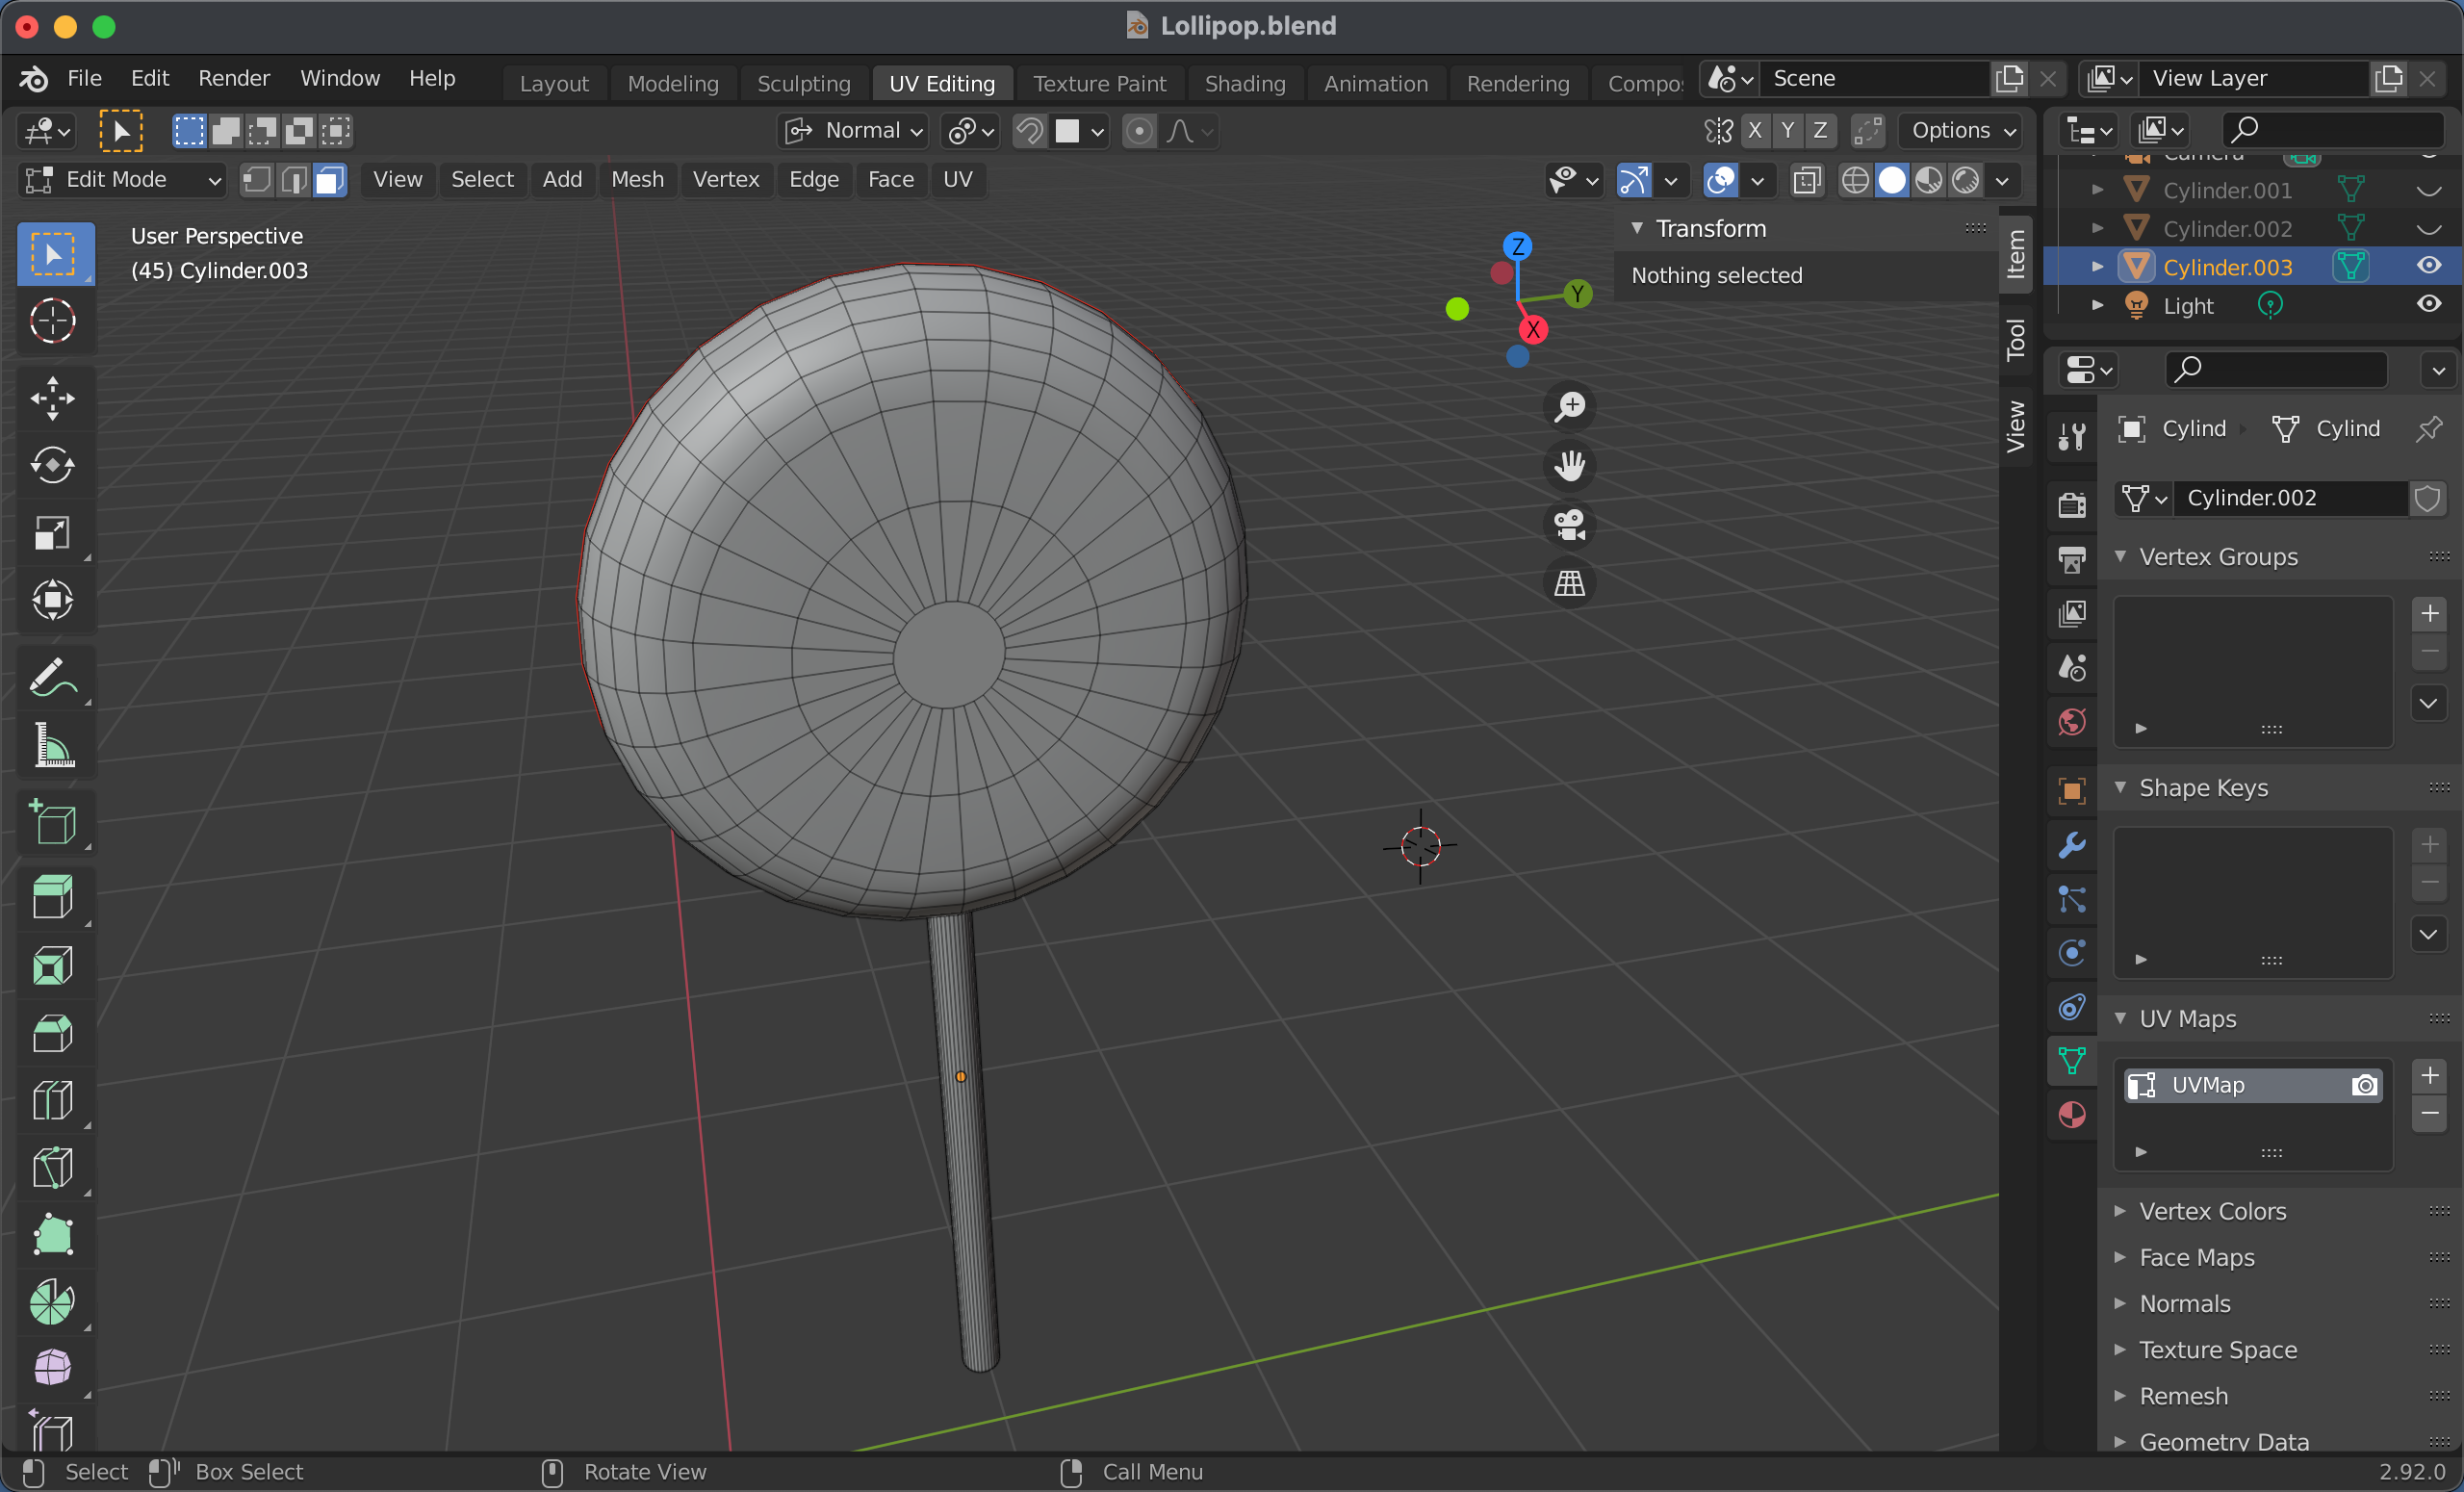 Lollipop.blend
File Edit Render Window Help Layout Modeling Sculpting UV Editing Texture Paint Shading Animation Rendering Scene View Layer
Normal X Y Z Options
Edit Mode View Select Add Mesh Vertex Edge Face UV
User Perspective
(45) Cylinder.003
Z
Y
X
Transform
Nothing selected
Item
Tool
View
Camera
Cylinder.001
Cylinder.002
Cylinder.003
Light
Cylind Cylind
Cylinder.002
Vertex Groups
Shape Keys
UV Maps
UVMap
Vertex Colors
Face Maps
Normals
Texture Space
Remesh
Geometry Data
Select Box Select Rotate View Call Menu 2.92.0